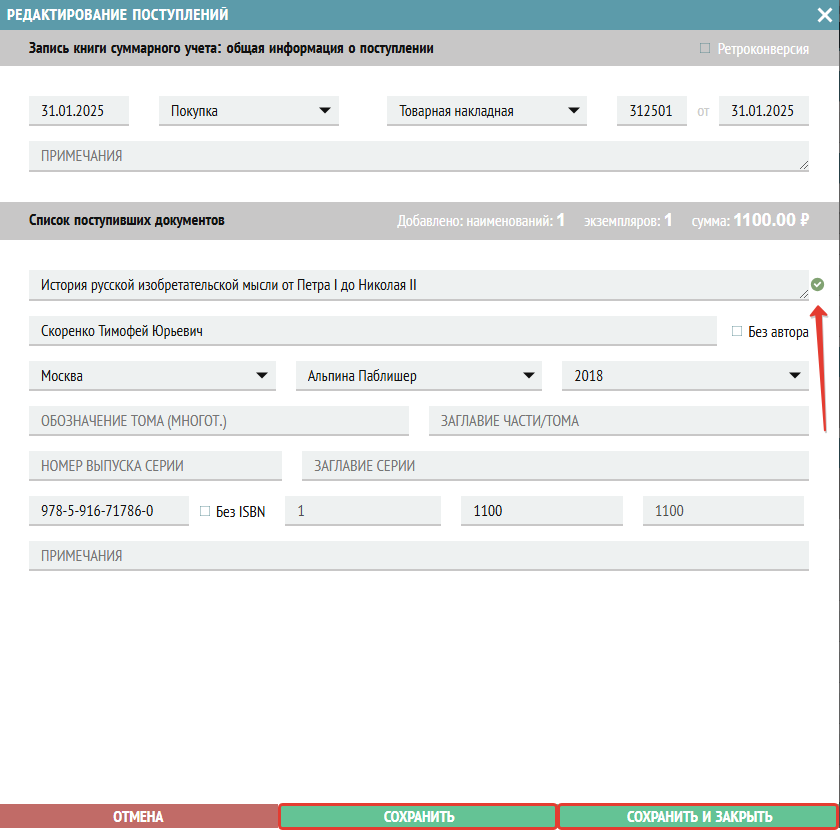 РЕДАКТИРОВАНИЕ ПОСТУПЛЕНИЙ
Запись книги суммарного учета: общая информация о поступлении Ретроконверсия
31.01.2025 Покупка Товарная накладная 312501 от 31.01.2025
ПРИМЕЧАНИЯ
Список поступивших документов Добавлено: наименований: 1 экземпляров: 1 сумма: 1100.00 ₽
История русской изобретательской мысли от Петра I до Николая II
Скоренко Тимофей Юрьевич Без автора
Москва Альпина Паблишер 2018
ОБОЗНАЧЕНИЕ ТОМА (МНОГОТ.) ЗАГЛАВИЕ ЧАСТИ/ТОМА
НОМЕР ВЫПУСКА СЕРИИ ЗАГЛАВИЕ СЕРИИ
978-5-916-71786-0 Без ISBN 1 1100 1100
ПРИМЕЧАНИЯ
ОТМЕНА СОХРАНИТЬ СОХРАНИТЬ И ЗАКРЫТЬ